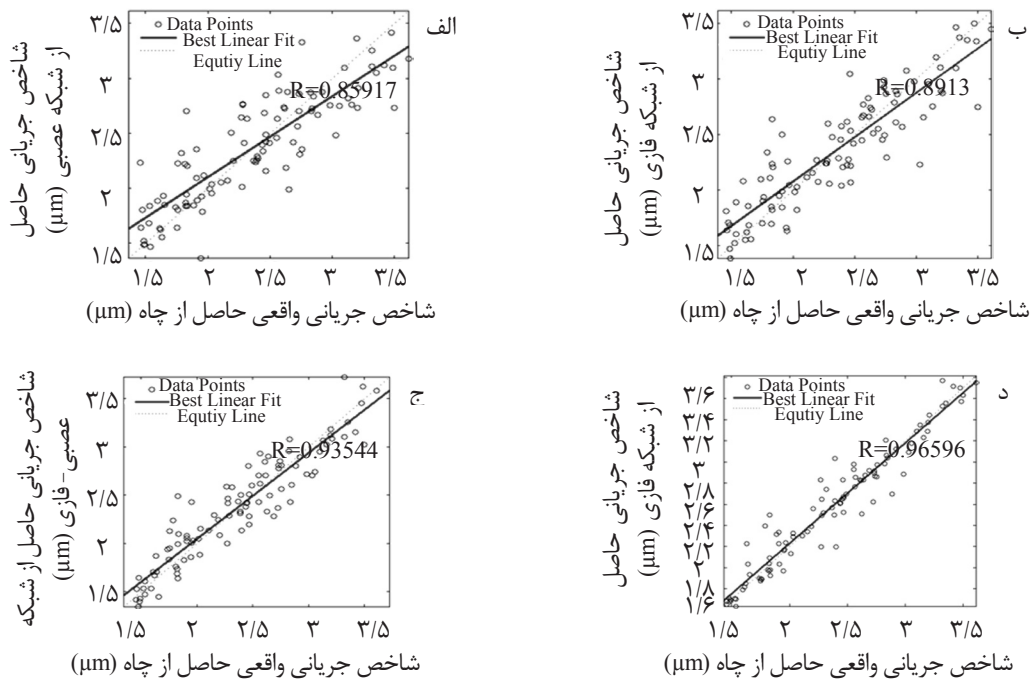 الف
شاخص جریانی حاصل
از شبکه عصبی (μm)
۳/۵
۳
۲/۵
۲
۱/۵
Data Points
Best Linear Fit
Equtiy Line
R=0.85917
۱/۵ ۲ ۲/۵ ۳ ۳/۵
شاخص جریانی واقعی حاصل از چاه (μm)
ب
شاخص جریانی حاصل
از شبکه فازی (μm)
۳/۵
۳
۲/۵
۲
۱/۵
Data Points
Best Linear Fit
Equtiy Line
R=0.8913
۱/۵ ۲ ۲/۵ ۳ ۳/۵
شاخص جریانی واقعی حاصل از چاه (μm)
ج
شاخص جریانی حاصل از شبکه
عصبی-فازی (μm)
۳/۵
۳
۲/۵
۲
۱/۵
Data Points
Best Linear Fit
Equtiy Line
R=0.93544
۱/۵ ۲ ۲/۵ ۳ ۳/۵
شاخص جریانی واقعی حاصل از چاه (μm)
د
شاخص جریانی حاصل
از شبکه فازی (μm)
۳/۶
۳/۴
۳/۲
۳
۲/۸
۲/۶
۲/۴
۲/۲
۲
۱/۸
۱/۶
Data Points
Best Linear Fit
Equtiy Line
R=0.96596
۱/۵ ۲ ۲/۵ ۳ ۳/۵
شاخص جریانی واقعی حاصل از چاه (μm)